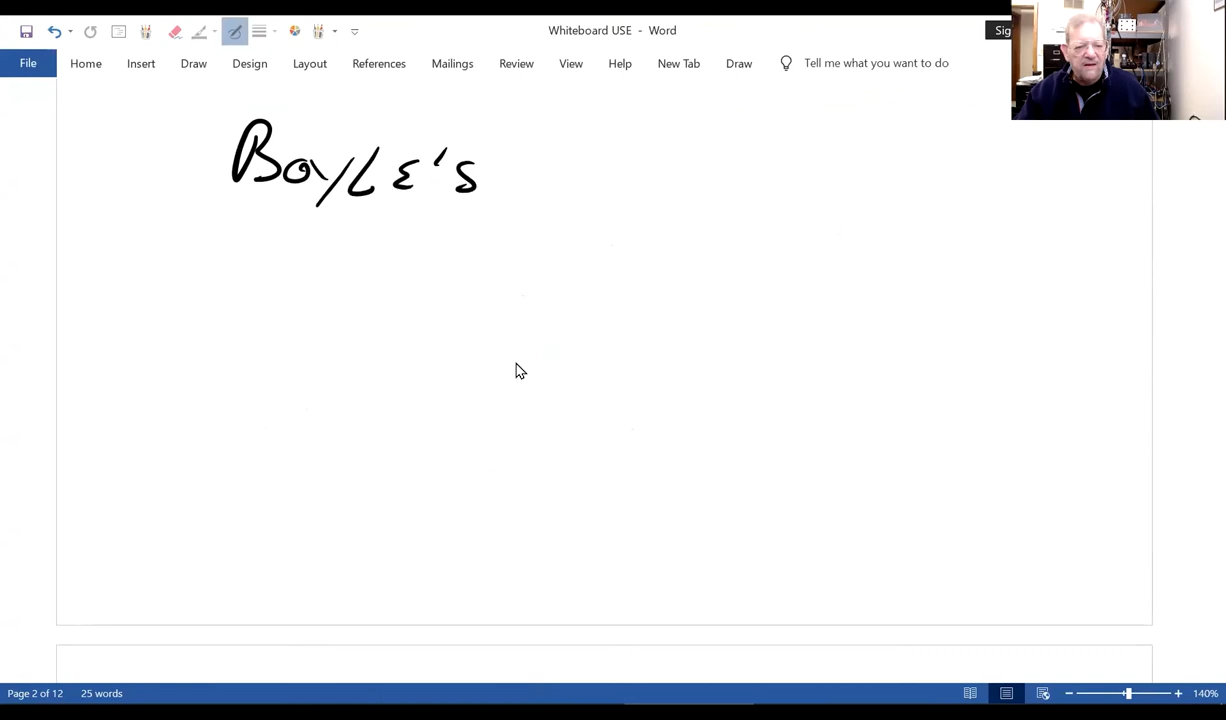 Whiteboard USE - Word
Sig
File Home Insert Draw Design Layout References Mailings Review View Help New Tab Draw Tell me what you want to do
BOYLE'S
Page 2 of 12 25 words 140%